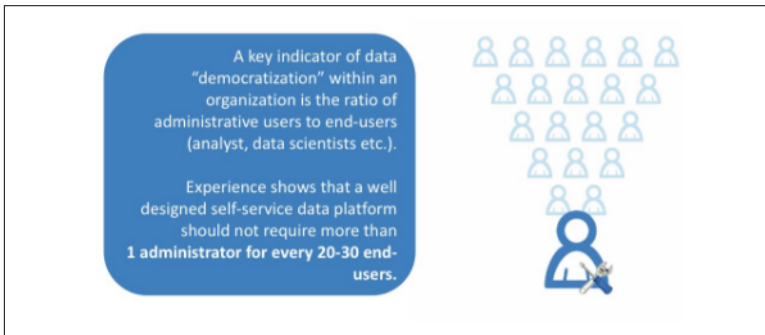 A key indicator of data
“democratization” within an
organization is the ratio of
administrative users to end-users
(analyst, data scientists etc.).
Experience shows that a well
designed self-service data platform
should not require more than
1 administrator for every 20-30 end-
users.